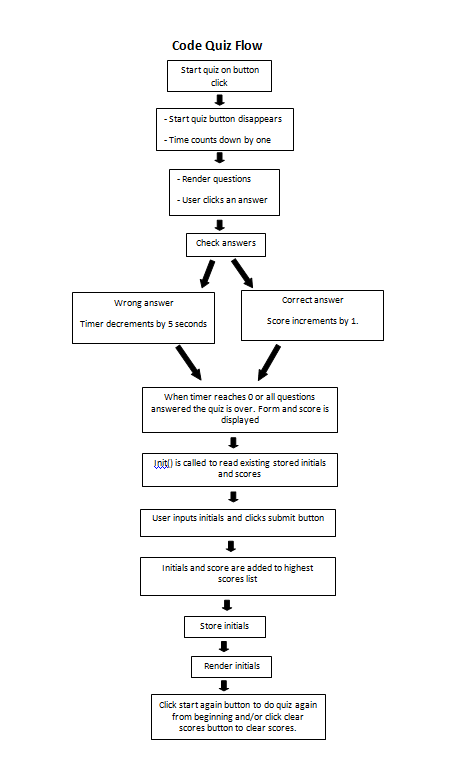 Code Quiz Flow
Start quiz on button
click
- Start quiz button disappears
- Time counts down by one
- Render questions
- User clicks an answer
Check answers
Wrong answer
Timer decrements by 5 seconds
Correct answer
Score increments by 1.
When timer reaches 0 or all questions
answered the quiz is over. Form and score is
displayed
Init() is called to read existing stored initials
and scores
User inputs initials and clicks submit button
Initials and score are added to highest
scores list
Store initials
Render initials
Click start again button to do quiz again
from beginning and/or click clear
scores button to clear scores.